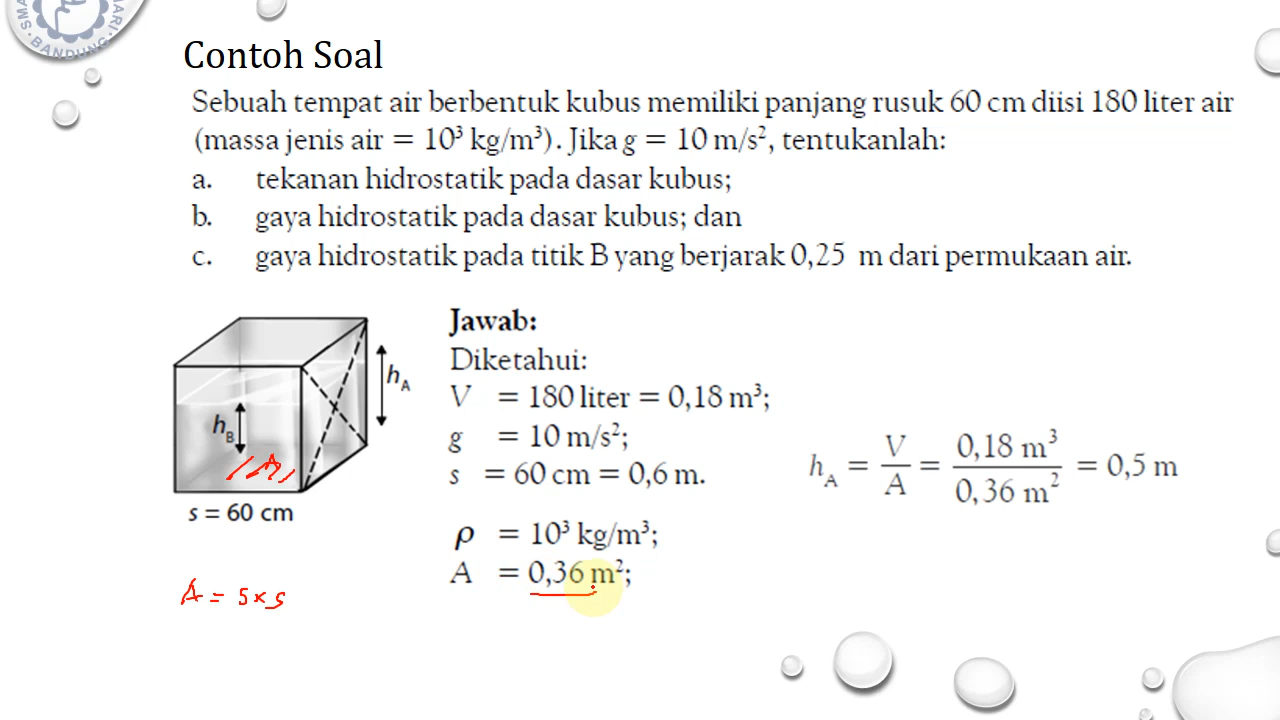 SMA
MARI
BANDUNG
Contoh Soal
Sebuah tempat air berbentuk kubus memiliki panjang rusuk 60 cm diisi 180 liter air
(massa jenis air = 10³ kg/m³). Jika g = 10 m/s², tentukanlah:
a. tekanan hidrostatik pada dasar kubus;
b. gaya hidrostatik pada dasar kubus; dan
c. gaya hidrostatik pada titik B yang berjarak 0,25 m dari permukaan air.
h_A
h_B
A
s = 60 cm
A = s × s
Jawab:
Diketahui:
V = 180 liter = 0,18 m³;
g = 10 m/s²;
s = 60 cm = 0,6 m.
ρ = 10³ kg/m³;
A = 0,36 m²;
h_A = V/A = 0,18 m³/0,36 m² = 0,5 m